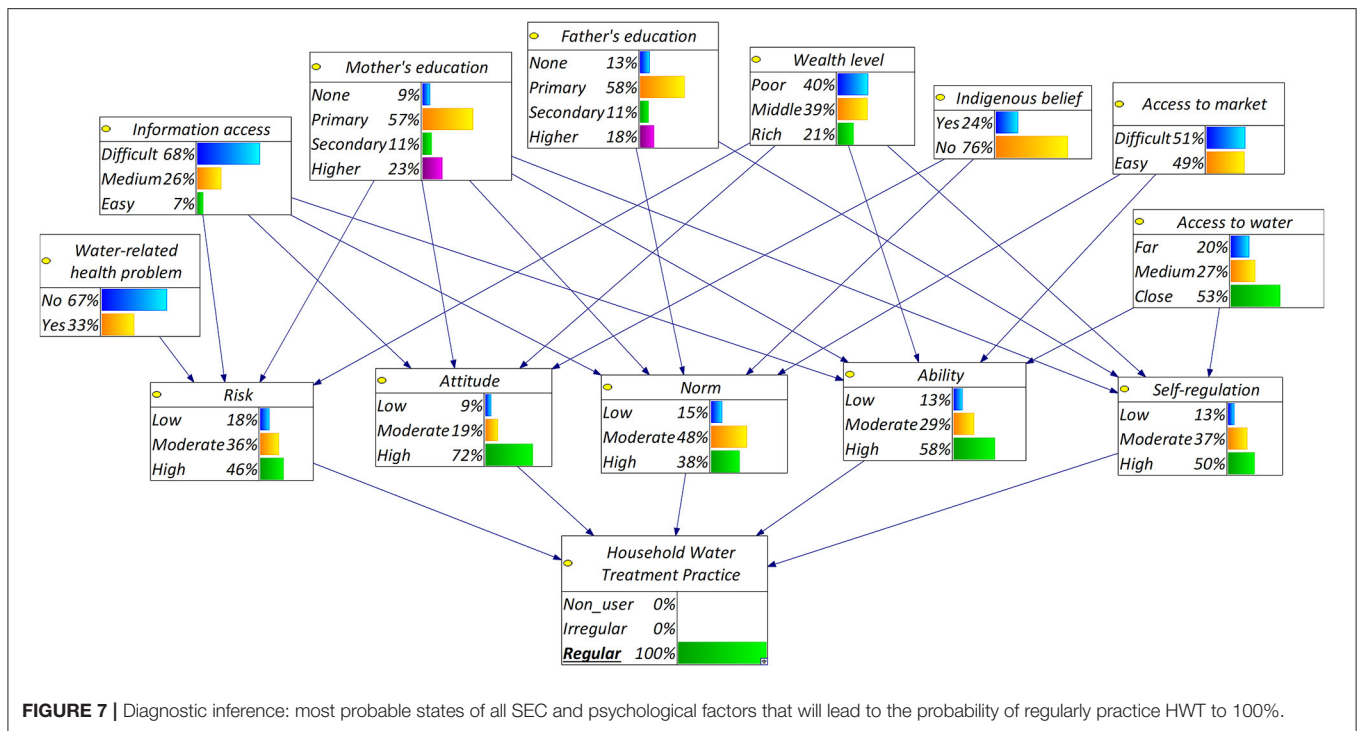 Father's education
None 13%
Primary 58%
Secondary 11%
Higher 18%
Mother's education
None 9%
Primary 57%
Secondary 11%
Higher 23%
Wealth level
Poor 40%
Middle 39%
Rich 21%
Indigenous belief
Yes 24%
No 76%
Access to market
Difficult 51%
Easy 49%
Information access
Difficult 68%
Medium 26%
Easy 7%
Access to water
Far 20%
Medium 27%
Close 53%
Water-related
health problem
No 67%
Yes 33%
Risk
Low 18%
Moderate 36%
High 46%
Attitude
Low 9%
Moderate 19%
High 72%
Norm
Low 15%
Moderate 48%
High 38%
Ability
Low 13%
Moderate 29%
High 58%
Self-regulation
Low 13%
Moderate 37%
High 50%
Household Water
Treatment Practice
Non_user 0%
Irregular 0%
Regular 100%
FIGURE 7 | Diagnostic inference: most probable states of all SEC and psychological factors that will lead to the probability of regularly practice HWT to 100%.